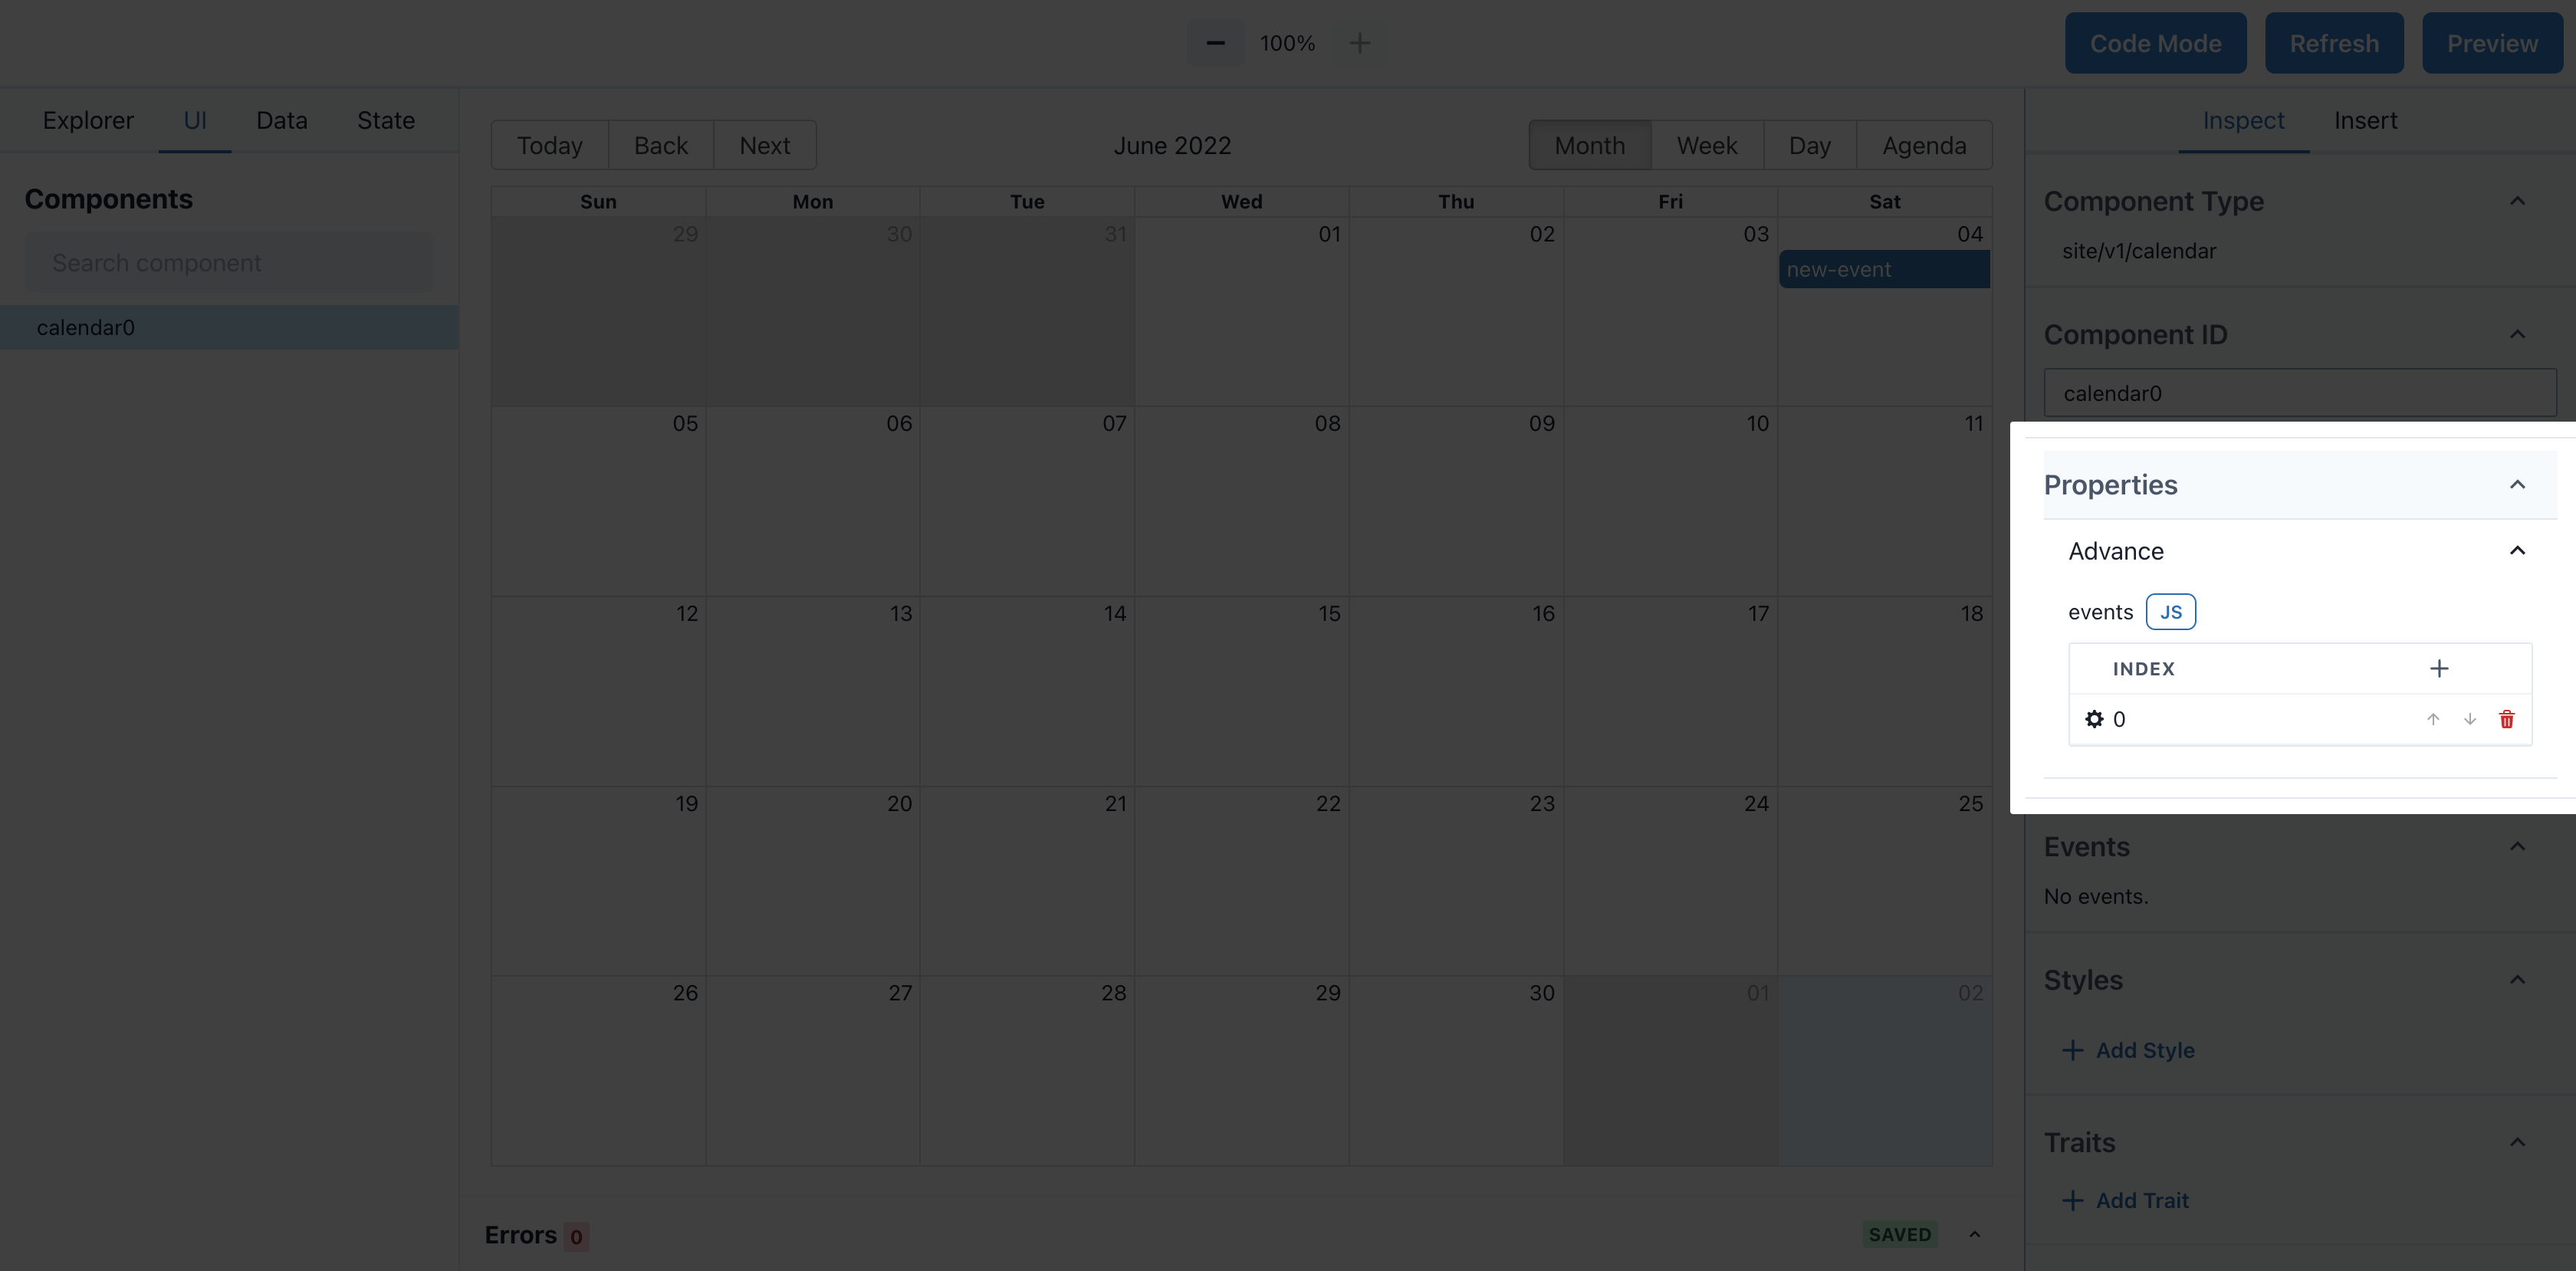 100%
Code Mode Refresh Preview
Explorer UI Data State
Components
Search component
calendar0
Today Back Next June 2022 Month Week Day Agenda
Sun Mon Tue Wed Thu Fri Sat
29 30 31 01 02 03 04
new-event
05 06 07 08 09 10 11
12 13 14 15 16 17 18
19 20 21 22 23 24 25
26 27 28 29 30 01 02
Errors 0 SAVED
Inspect Insert
Component Type
site/v1/calendar
Component ID
calendar0
Properties
Advance
events JS
INDEX
0
Events
No events.
Styles
Add Style
Traits
Add Trait